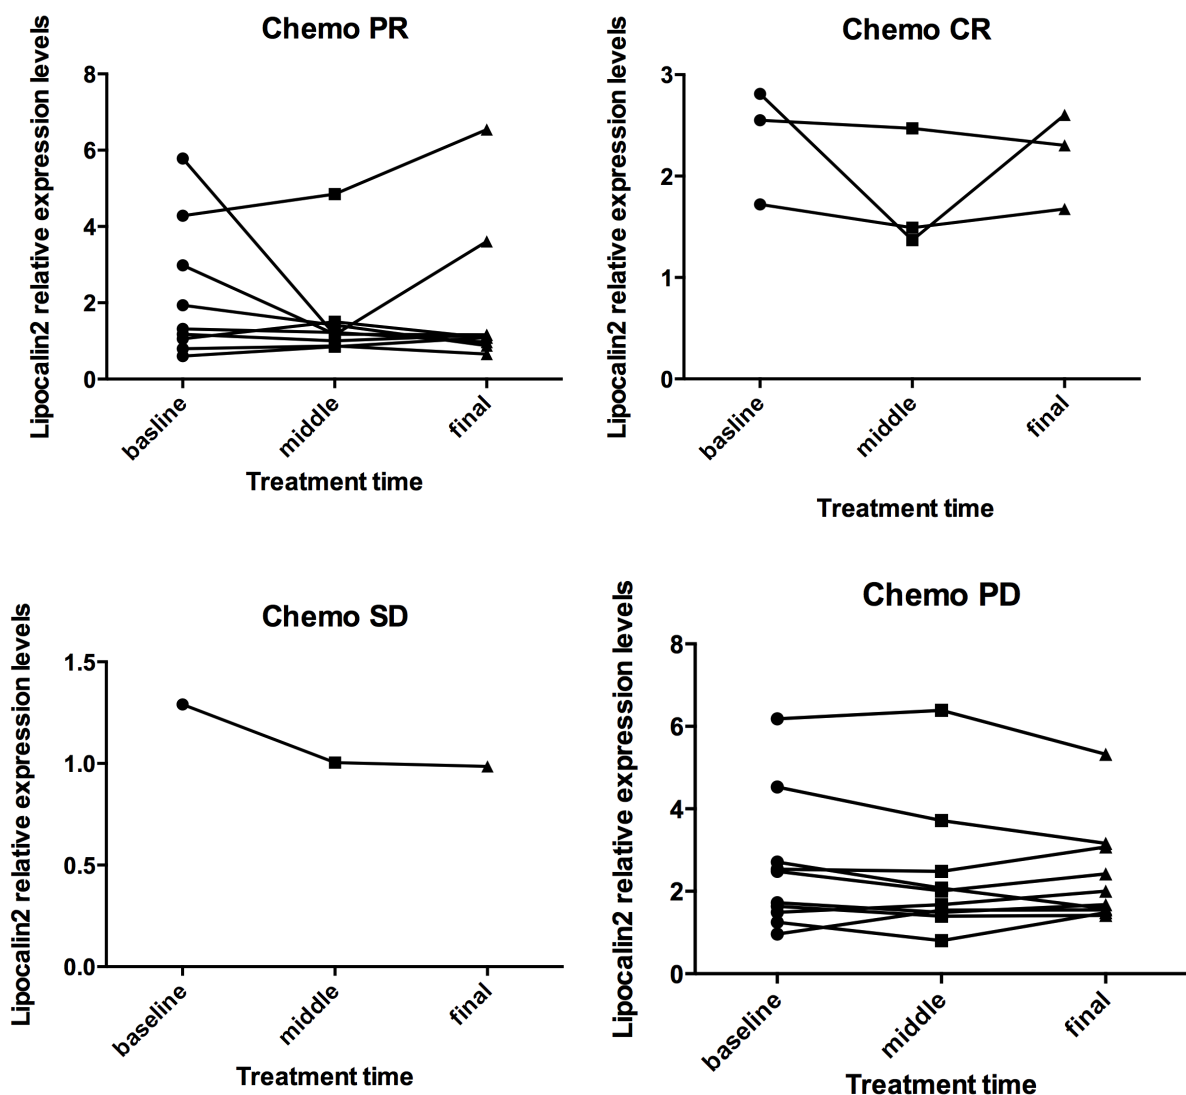 Chemo PR
Lipocalin2 relative expression levels
8
6
4
2
0
basline
middle
final
Treatment time
Chemo CR
Lipocalin2 relative expression levels
3
2
1
0
basline
middle
final
Treatment time
Chemo SD
Lipocalin2 relative expression levels
1.5
1.0
0.5
0.0
baseline
middle
final
Treatment time
Chemo PD
Lipocalin2 relative expression levels
8
6
4
2
0
baseline
middle
final
Treatment time